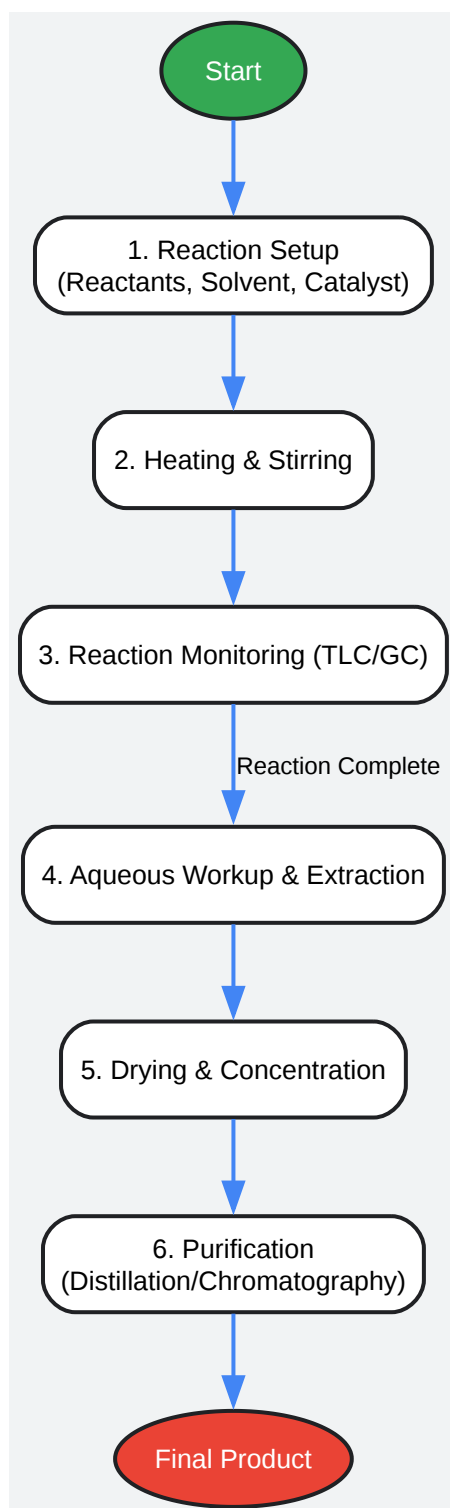 Start
1. Reaction Setup
(Reactants, Solvent, Catalyst)
2. Heating & Stirring
3. Reaction Monitoring (TLC/GC)
Reaction Complete
4. Aqueous Workup & Extraction
5. Drying & Concentration
6. Purification
(Distillation/Chromatography)
Final Product